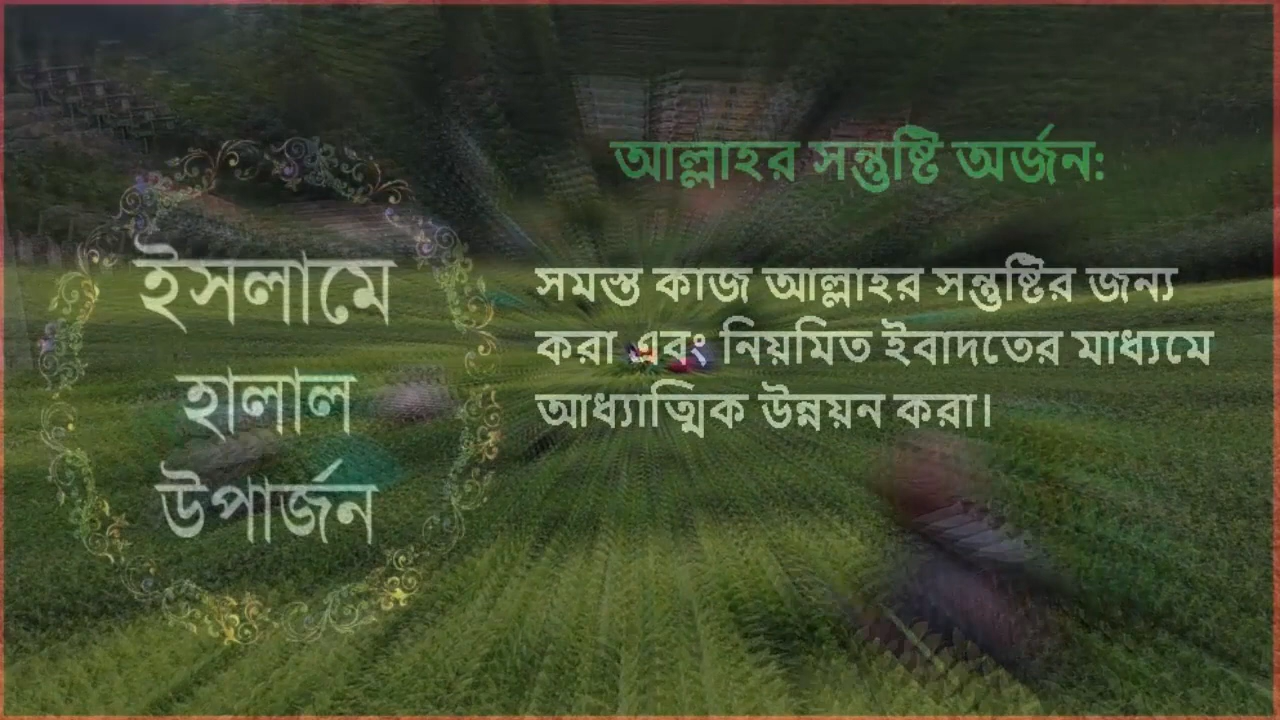 ইসলামে
হালাল
উপার্জন
আল্লাহর সন্তুষ্টি অর্জন:
সমস্ত কাজ আল্লাহর সন্তুষ্টির জন্য
করা এবং নিয়মিত ইবাদতের মাধ্যমে
আধ্যাত্মিক উন্নয়ন করা।